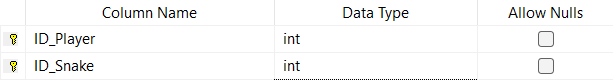 Column Name Data Type Allow Nulls
ID_Player int
ID_Snake int